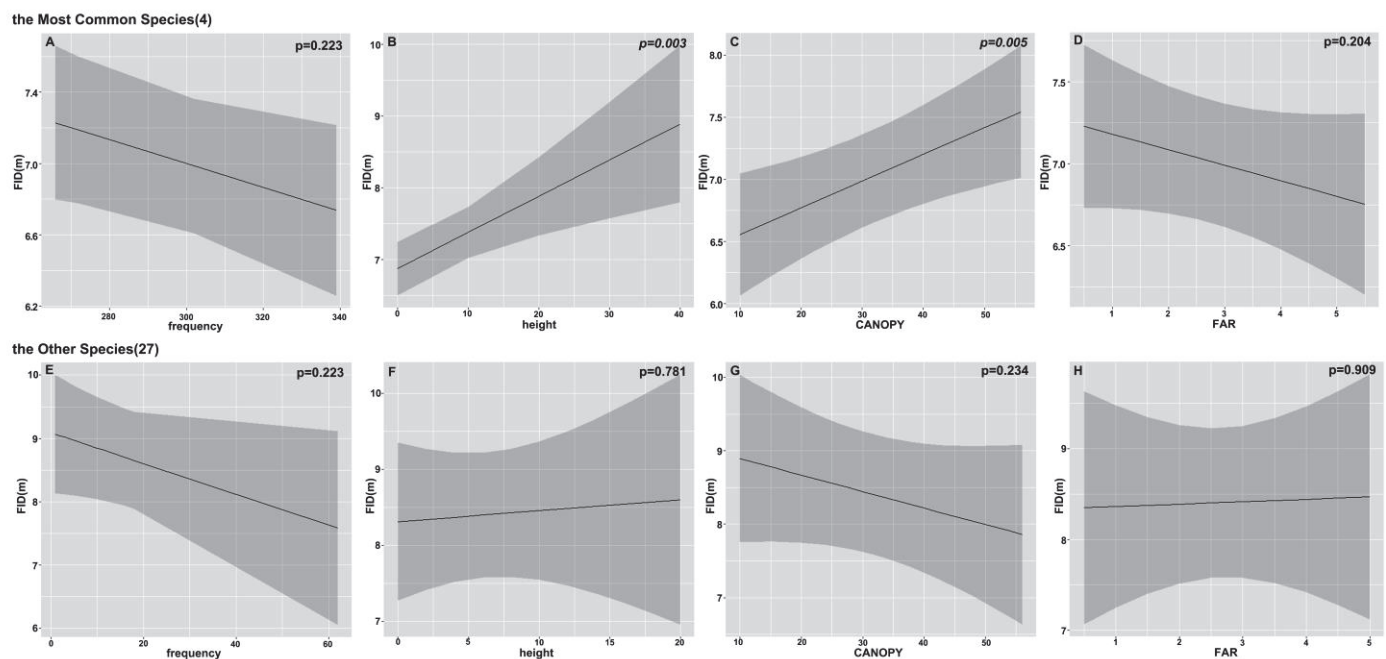 the Most Common Species(4)
A p=0.223
7.4
7.0
6.6
6.2
FID(m)
280 300 320 340
frequency
B p=0.003
10
9
8
7
FID(m)
0 10 20 30 40
height
C p=0.005
8.0
7.5
7.0
6.5
6.0
FID(m)
10 20 30 40 50
CANOPY
D p=0.204
7.5
7.0
6.5
FID(m)
1 2 3 4 5
FAR
the Other Species(27)
E p=0.223
10
9
8
7
6
FID(m)
0 20 40 60
frequency
F p=0.781
10
9
8
7
FID(m)
0 5 10 15 20
height
G p=0.234
10
9
8
7
FID(m)
10 20 30 40 50
CANOPY
H p=0.909
9
8
7
FID(m)
1 2 3 4 5
FAR